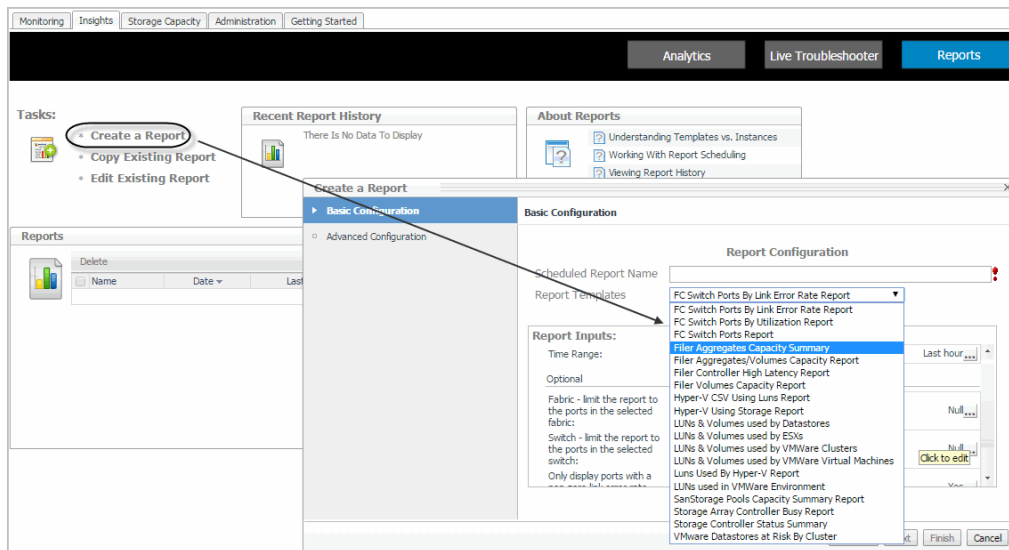 Monitoring Insights Storage Capacity Administration Getting Started
Analytics Live Troubleshooter Reports
Tasks:
Create a Report
Copy Existing Report
Edit Existing Report
Recent Report History
There Is No Data To Display
About Reports
Understanding Templates vs. Instances
Working With Report Scheduling
Viewing Report History
Reports
Delete
Name Date Last
Create a Report
Basic Configuration
Advanced Configuration
Basic Configuration
Report Configuration
Scheduled Report Name
Report Templates
FC Switch Ports By Link Error Rate Report
FC Switch Ports By Link Error Rate Report
FC Switch Ports By Utilization Report
FC Switch Ports Report
Filer Aggregates Capacity Summary
Filer Aggregates/Volumes Capacity Report
Filer Controller High Latency Report
Filer Volumes Capacity Report
Hyper-V CSV Using Luns Report
Hyper-V Using Storage Report
LUNs & Volumes used by Datastores
LUNs & Volumes used by ESXs
LUNs & Volumes used by VMware Clusters
LUNs & Volumes used by VMware Virtual Machines
Luns Used By Hyper-V Report
LUNs used in VMware Environment
SanStorage Pools Capacity Summary Report
Storage Array Controller Busy Report
Storage Controller Status Summary
VMware Datastores at Risk By Cluster
Report Inputs:
Time Range:
Last hour ...
Optional
Fabric - limit the report to
the ports in the selected
fabric:
Null ...
Switch - limit the report to
the ports in the selected
switch:
Null ...
Click to edit
Only display ports with a
non-zero link error rate
Yes
Finish Cancel